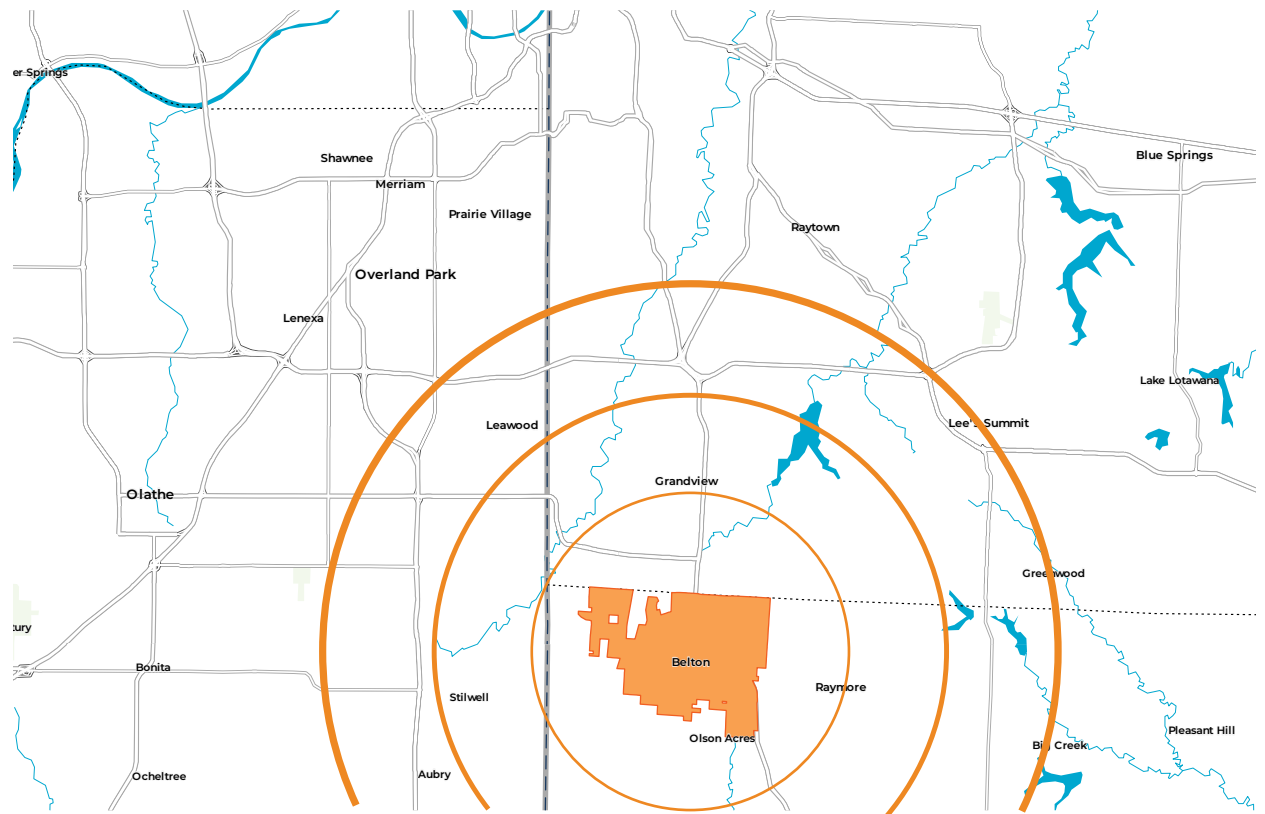 er Springs
Shawnee
Blue Springs
Merriam
Prairie Village
Raytown
Overland Park
Lenexa
Lake Lotawana
Lee's Summit
Leawood
Grandview
Olathe
Greenwood
tury
Belton
Bonita
Raymore
Stilwell
Pleasant Hill
Olson Acres
Big Creek
Aubry
Ocheltree